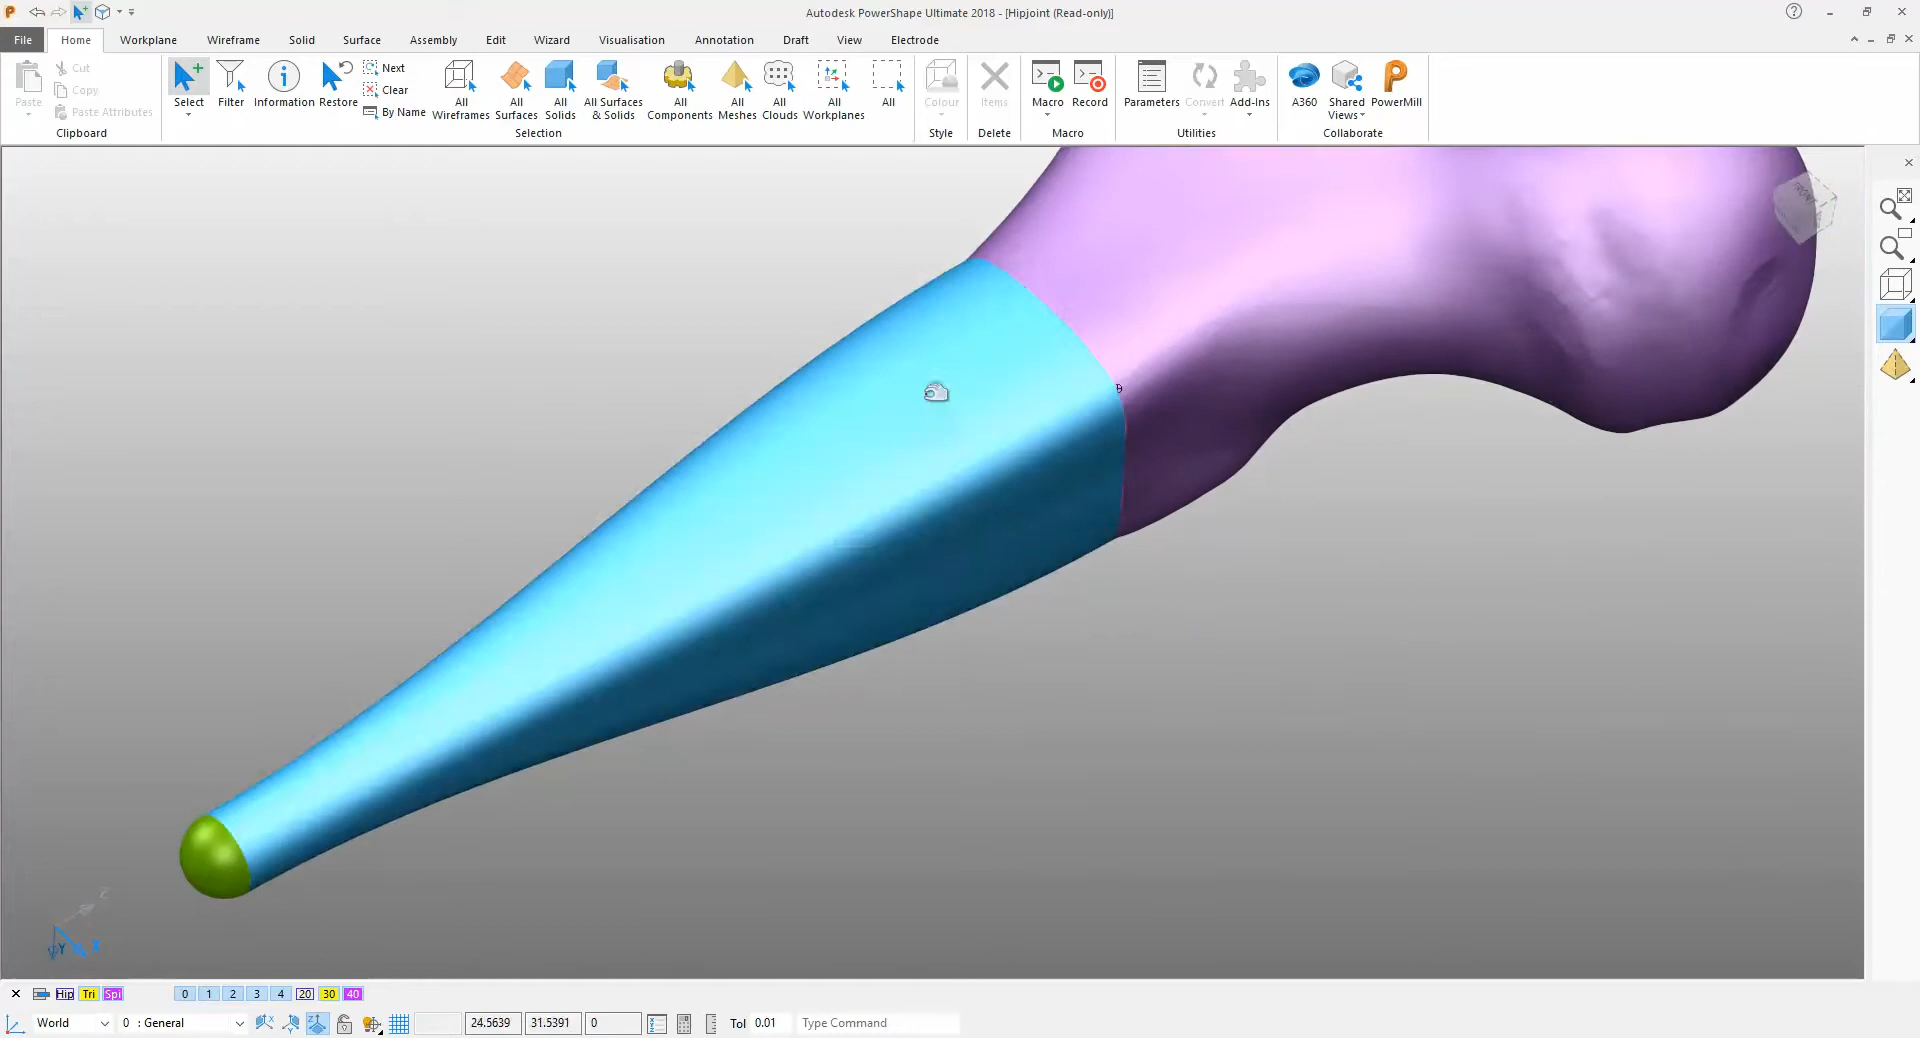 Autodesk PowerShape Ultimate 2018 - [Hipjoint (Read-only)]
File Home Workplane Wireframe Solid Surface Assembly Edit Wizard Visualisation Annotation Draft View Electrode
Paste
Cut
Copy
Paste Attributes
Clipboard
Select
Filter
Information
Restore
Next
Clear
By Name
All Wireframes
All Surfaces
All Solids
All Surfaces & Solids
All Components
All Meshes
All Clouds
All Workplanes
All
Selection
Colour
Style
Items
Delete
Macro
Record
Macro
Parameters
Convert
Add-Ins
Utilities
A360
Shared Views
PowerMill
Collaborate
Z
Y
X
Hip Tri Spi 0 1 2 3 4 20 30 40
World 0 : General 24.5639 31.5391 0 Tol 0.01 Type Command